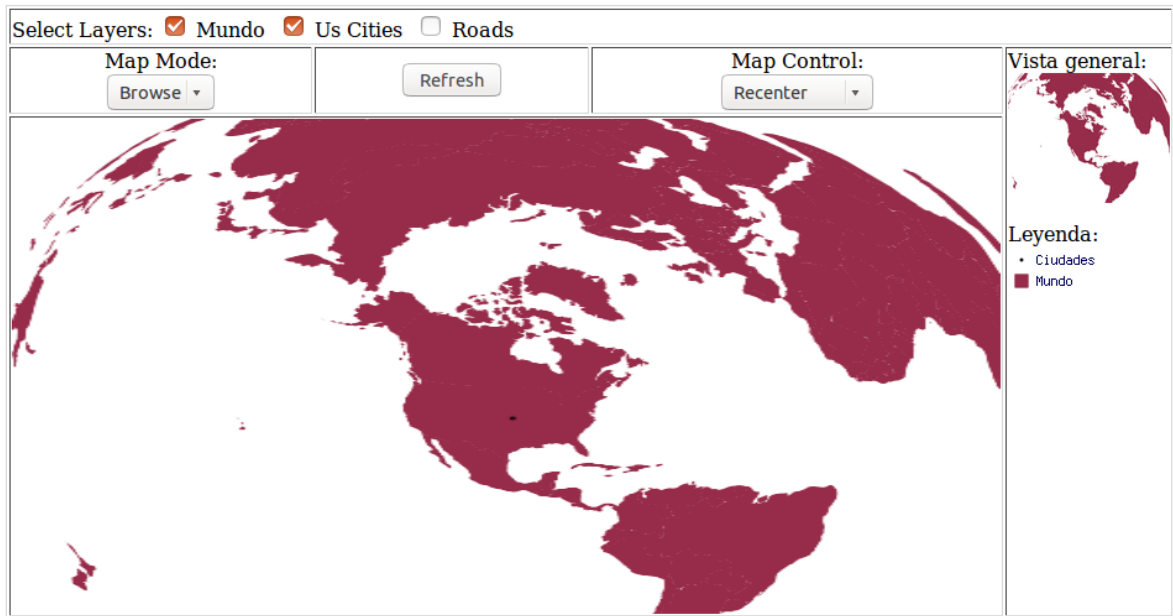 Select Layers: Mundo Us Cities Roads
Map Mode:
Browse
Refresh
Map Control:
Recenter
Vista general:
Leyenda:
Ciudades
Mundo